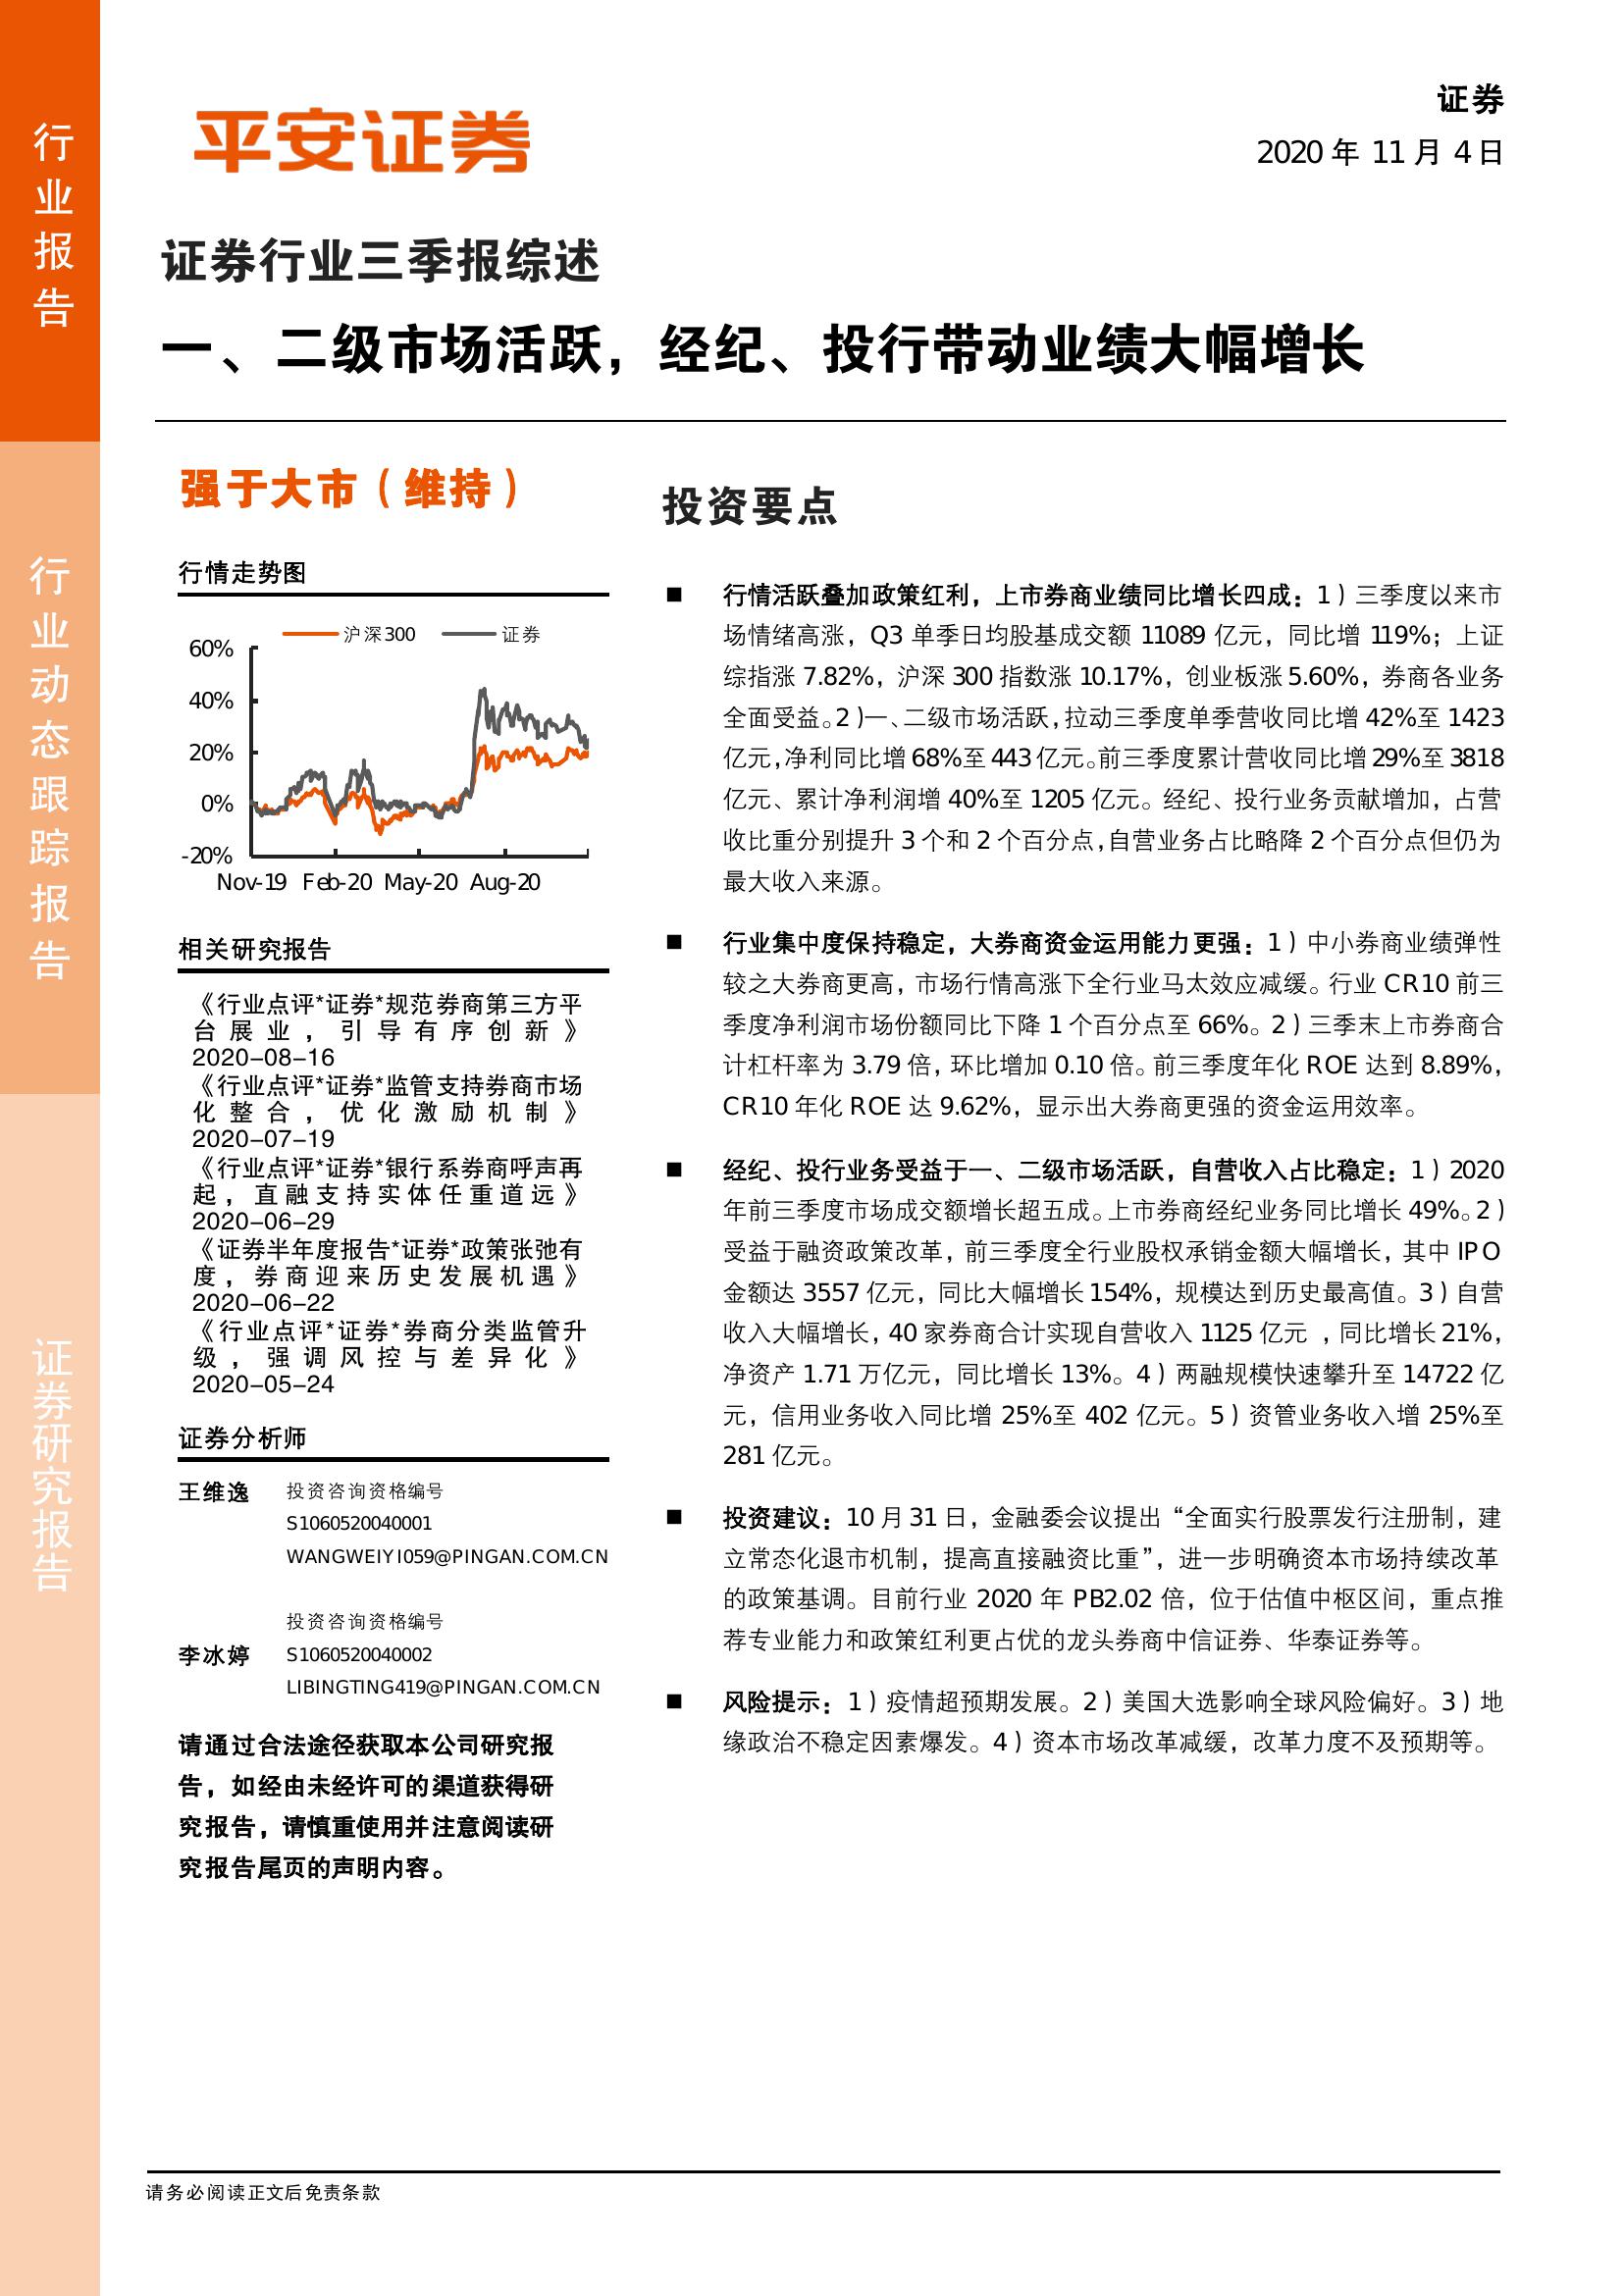 行业报告
行业动态跟踪报告
证券研究报告
平安证券
证券
2020 年 11 月 4 日
证券行业三季报综述
一、二级市场活跃，经纪、投行带动业绩大幅增长
强于大市（维持）
行情走势图
沪深300 证券
60%
40%
20%
0%
-20%
Nov-19 Feb-20 May-20 Aug-20
相关研究报告
《行业点评*证券*规范券商第三方平
台展业，引导有序创新》
2020-08-16
《行业点评*证券*监管支持券商市场
化整合，优化激励机制》
2020-07-19
《行业点评*证券*银行系券商呼声再
起，直融支持实体任重道远》
2020-06-29
《证券半年度报告*证券*政策张弛有
度，券商迎来历史发展机遇》
2020-06-22
《行业点评*证券*券商分类监管升
级，强调风控与差异化》
2020-05-24
证券分析师
王维逸 投资咨询资格编号
S1060520040001
WANGWEIYI059@PINGAN.COM.CN
投资咨询资格编号
李冰婷 S1060520040002
LIBINGTING419@PINGAN.COM.CN
请通过合法途径获取本公司研究报
告，如经由未经许可的渠道获得研
究报告，请慎重使用并注意阅读研
究报告尾页的声明内容。
投资要点
■ 行情活跃叠加政策红利，上市券商业绩同比增长四成：1）三季度以来市
场情绪高涨，Q3 单季日均股基成交额 11089 亿元，同比增 119%；上证
综指涨 7.82%，沪深 300 指数涨 10.17%，创业板涨 5.60%，券商各业务
全面受益。2）一、二级市场活跃，拉动三季度单季营收同比增 42%至 1423
亿元，净利同比增 68%至 443 亿元。前三季度累计营收同比增 29%至 3818
亿元、累计净利润增 40%至 1205 亿元。经纪、投行业务贡献增加，占营
收比重分别提升 3 个和 2 个百分点，自营业务占比略降 2 个百分点但仍为
最大收入来源。
■ 行业集中度保持稳定，大券商资金运用能力更强：1）中小券商业绩弹性
较之大券商更高，市场行情高涨下全行业马太效应减缓。行业 CR10 前三
季度净利润市场份额同比下降 1 个百分点至 66%。2）三季末上市券商合
计杠杆率为 3.79 倍，环比增加 0.10 倍。前三季度年化 ROE 达到 8.89%，
CR10 年化 ROE 达 9.62%，显示出大券商更强的资金运用效率。
■ 经纪、投行业务受益于一、二级市场活跃，自营收入占比稳定：1）2020
年前三季度市场成交额增长超五成。上市券商经纪业务同比增长 49%。2）
受益于融资政策改革，前三季度全行业股权承销金额大幅增长，其中 IPO
金额达 3557 亿元，同比大幅增长 154%，规模达到历史最高值。3）自营
收入大幅增长，40 家券商合计实现自营收入 1125 亿元 ，同比增长 21%，
净资产 1.71 万亿元，同比增长 13%。4）两融规模快速攀升至 14722 亿
元，信用业务收入同比增 25%至 402 亿元。5）资管业务收入增 25%至
281 亿元。
■ 投资建议：10 月 31 日，金融委会议提出“全面实行股票发行注册制，建
立常态化退市机制，提高直接融资比重”，进一步明确资本市场持续改革
的政策基调。目前行业 2020 年 PB2.02 倍，位于估值中枢区间，重点推
荐专业能力和政策红利更占优的龙头券商中信证券、华泰证券等。
■ 风险提示：1）疫情超预期发展。2）美国大选影响全球风险偏好。3）地
缘政治不稳定因素爆发。4）资本市场改革减缓，改革力度不及预期等。
请务必阅读正文后免责条款